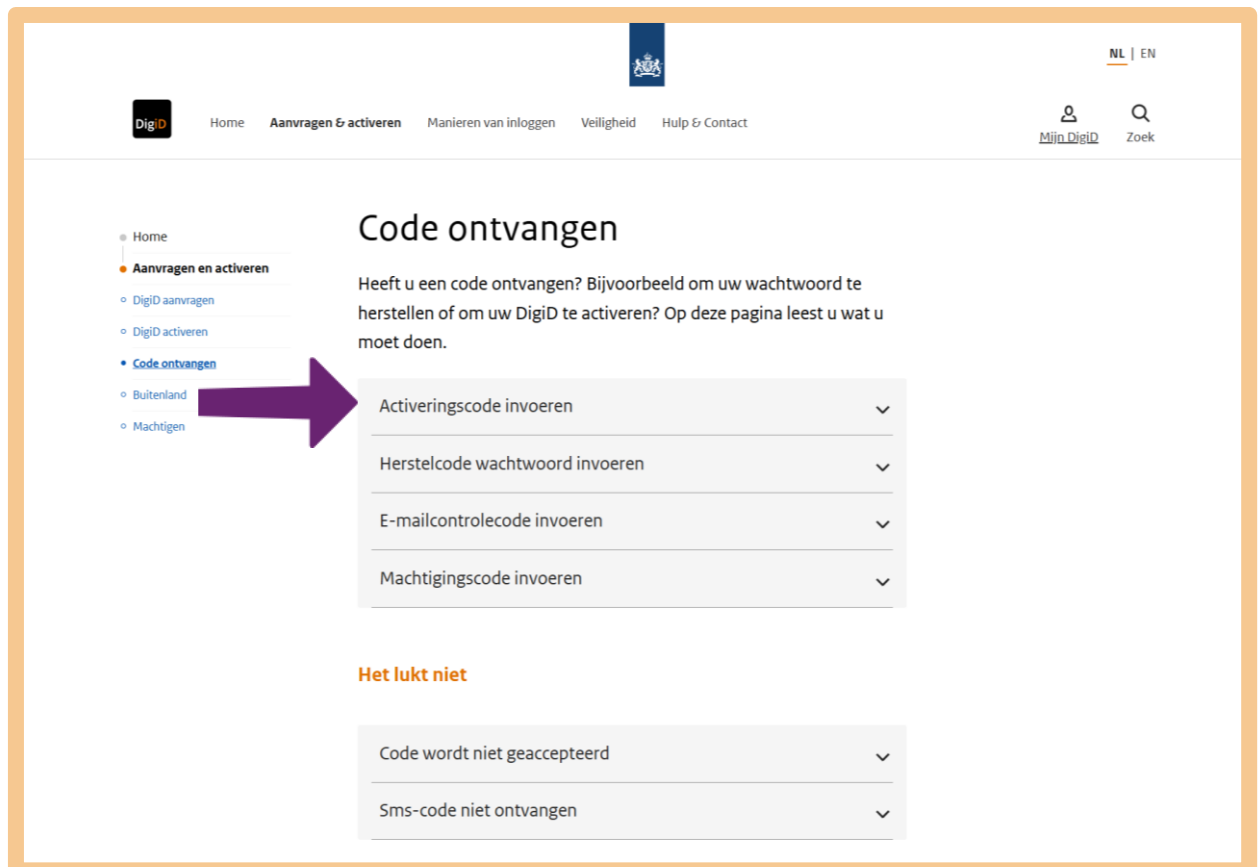 NL | EN
DigiD
Home Aanvragen & activeren Manieren van inloggen Veiligheid Hulp & Contact
Mijn DigiD Zoek
Home
Aanvragen en activeren
DigiD aanvragen
DigiD activeren
Code ontvangen
Buitenland
Machtigen
Code ontvangen
Heeft u een code ontvangen? Bijvoorbeeld om uw wachtwoord te
herstellen of om uw DigiD te activeren? Op deze pagina leest u wat u
moet doen.
Activeringscode invoeren
Herstelcode wachtwoord invoeren
E-mailcontrolecode invoeren
Machtigingscode invoeren
Het lukt niet
Code wordt niet geaccepteerd
Sms-code niet ontvangen